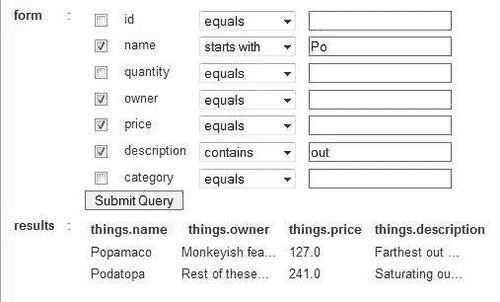 form : id equals
name starts with Po
quantity equals
owner equals
price equals
description contains out
category equals
Submit Query
results : things.name things.owner things.price things.description
Popamaco Monkeyish fea... 127.0 Farthest out ...
Podatopa Rest of these... 241.0 Saturating ou...